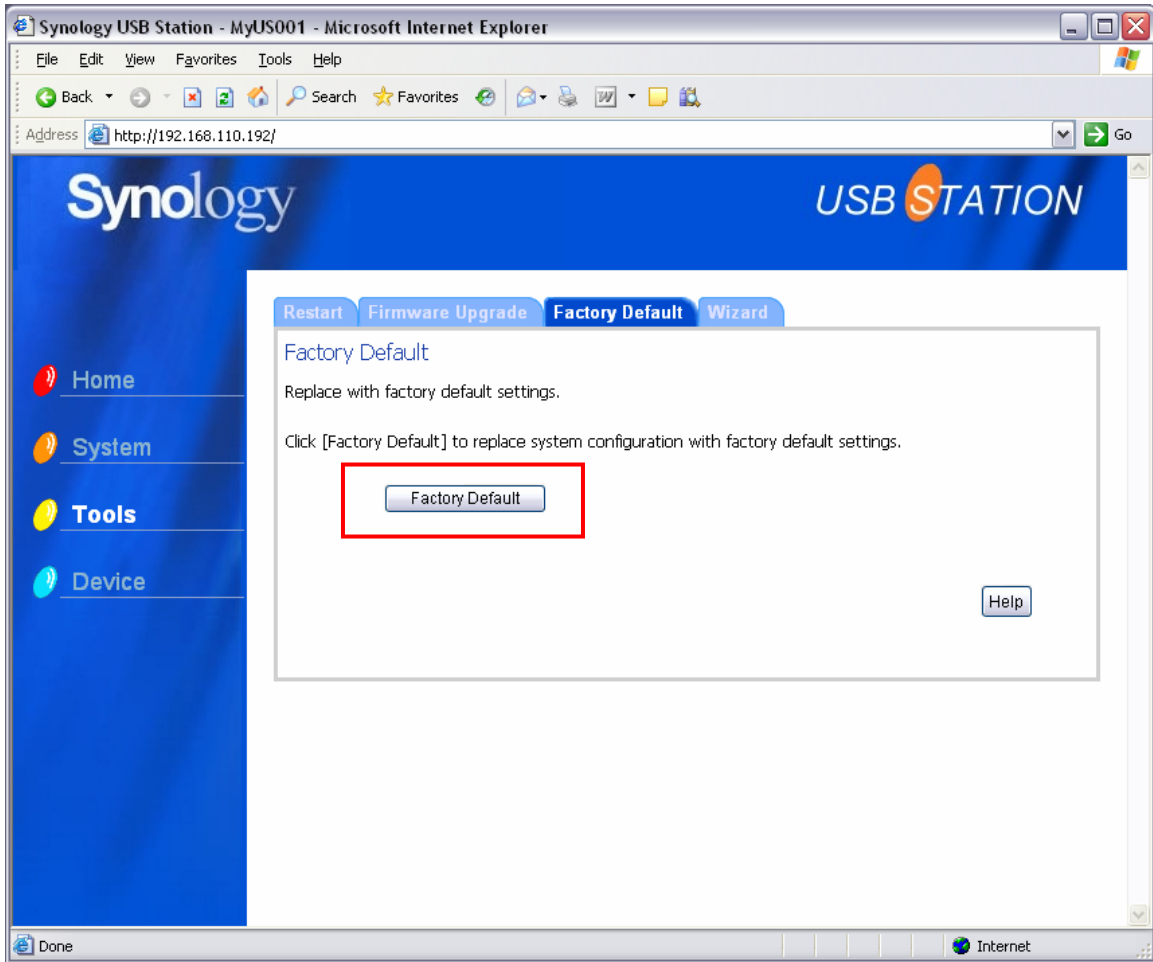 Synology USB Station - MyUS001 - Microsoft Internet Explorer
File Edit View Favorites Tools Help
Back Search Favorites
Address http://192.168.110.192/ Go
Synology USB STATION
Restart Firmware Upgrade Factory Default Wizard
Factory Default
Replace with factory default settings.
Click [Factory Default] to replace system configuration with factory default settings.
Factory Default
Help
Home
System
Tools
Device
Done Internet